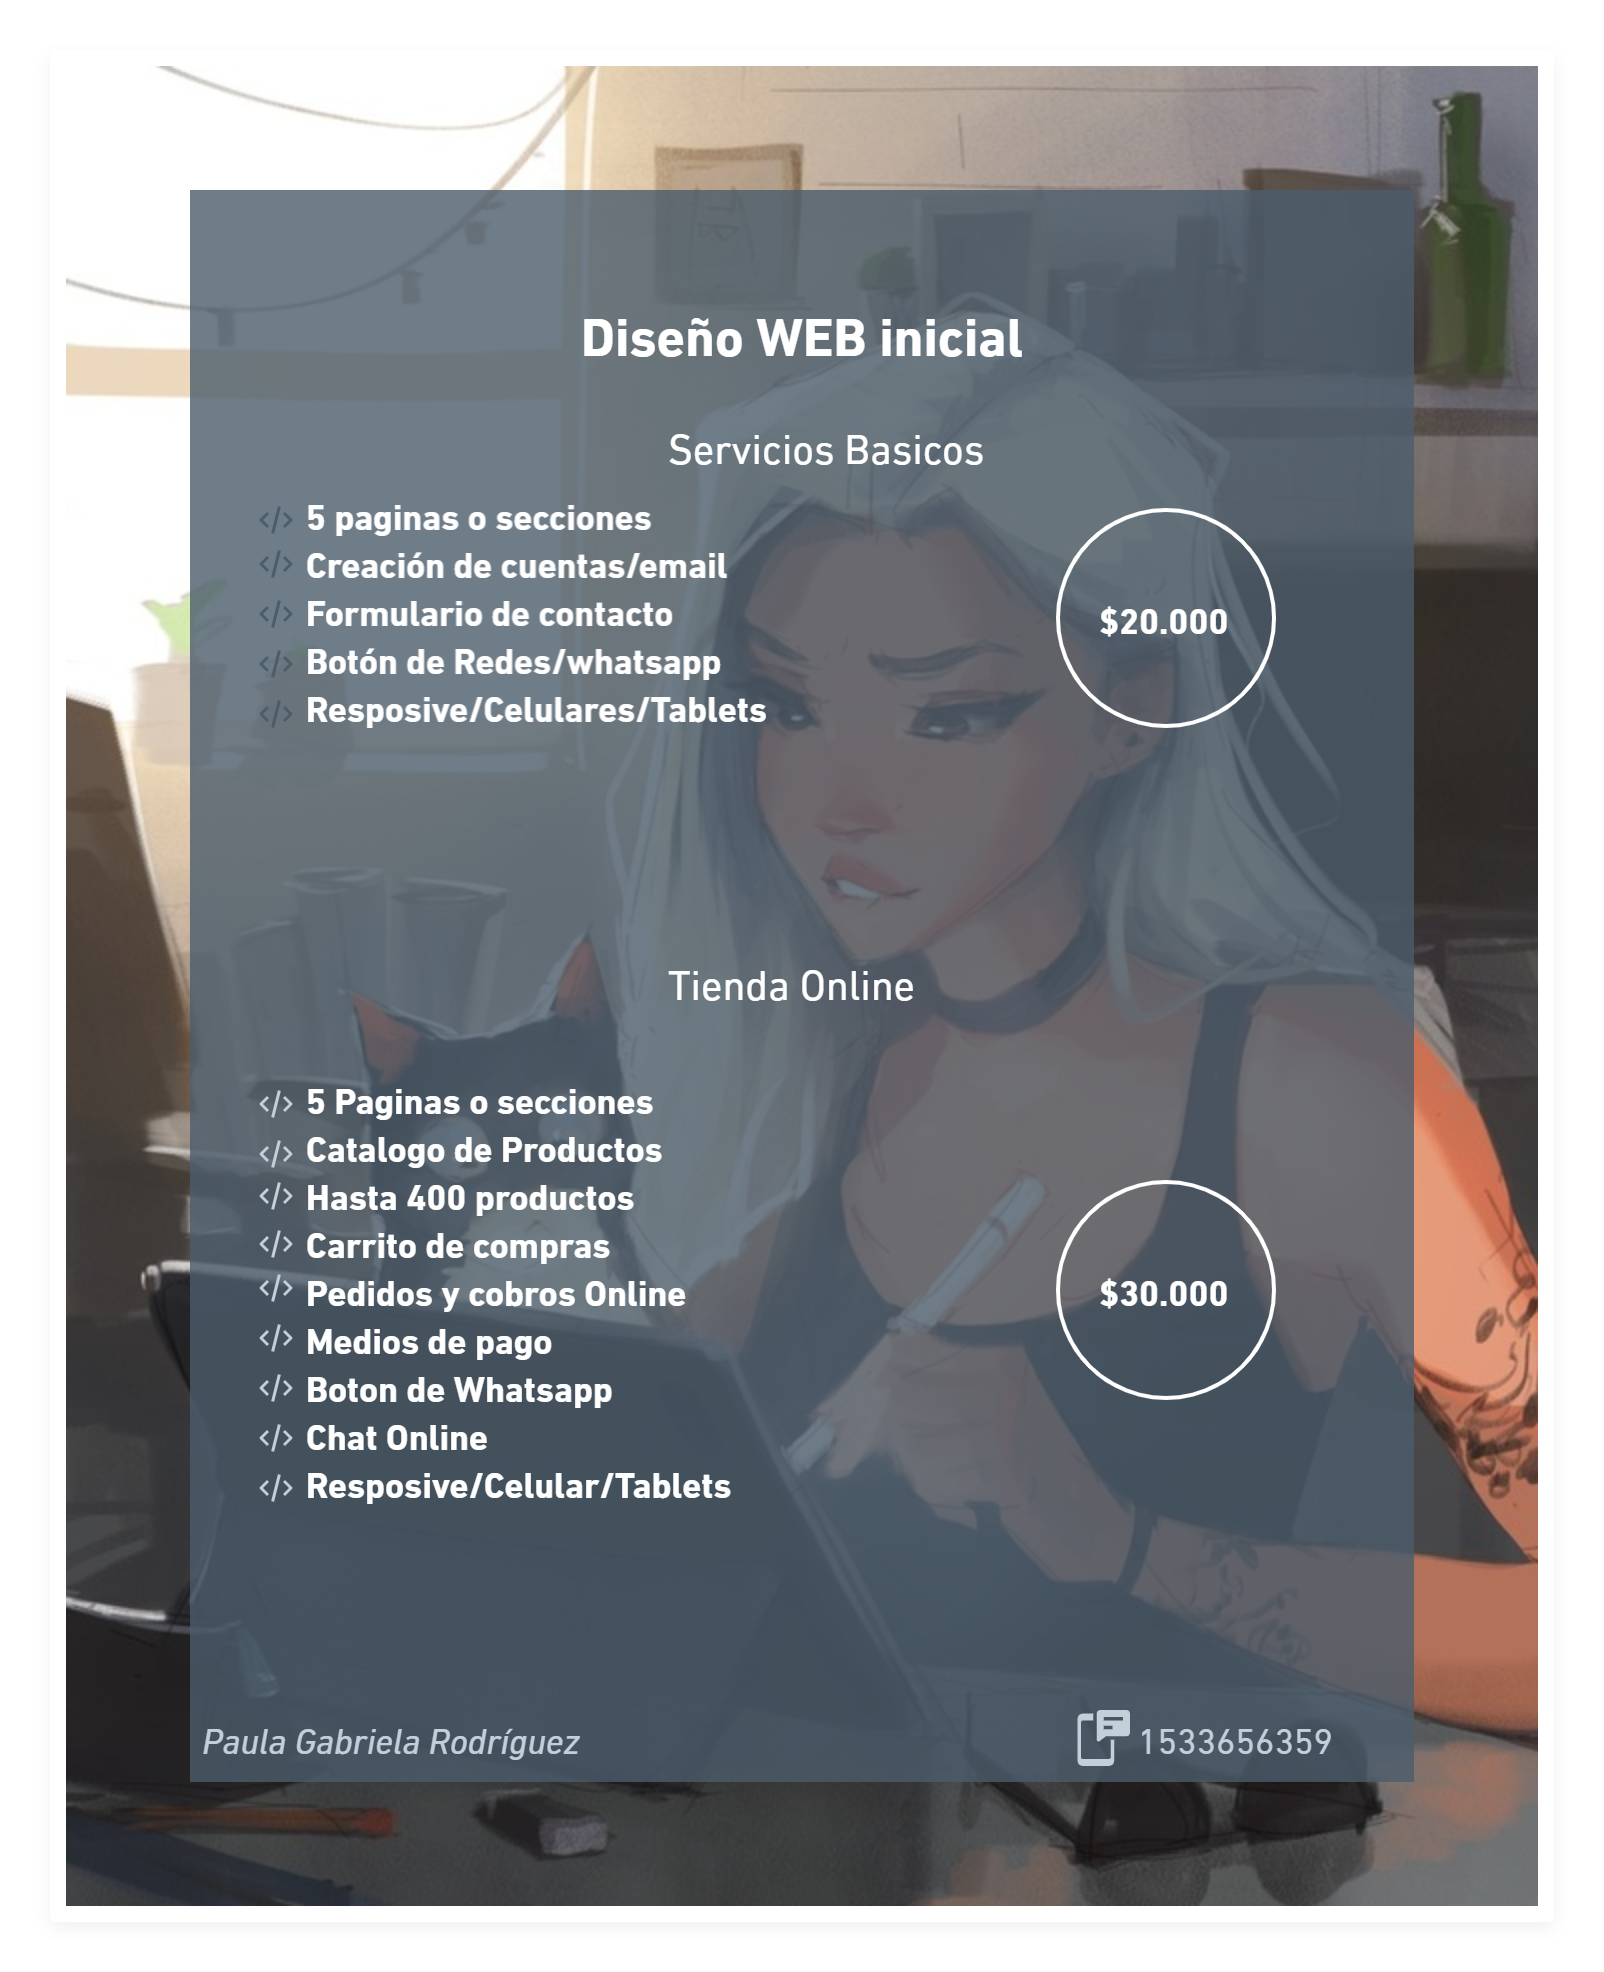 Diseño WEB inicial
Servicios Basicos
</> 5 paginas o secciones
</> Creación de cuentas/email
</> Formulario de contacto
</> Botón de Redes/whatsapp
</> Resposive/Celulares/Tablets
$20.000
Tienda Online
</> 5 Paginas o secciones
</> Catalogo de Productos
</> Hasta 400 productos
</> Carrito de compras
</> Pedidos y cobros Online
</> Medios de pago
</> Boton de Whatsapp
</> Chat Online
</> Resposive/Celular/Tablets
$30.000
Paula Gabriela Rodríguez
1533656359